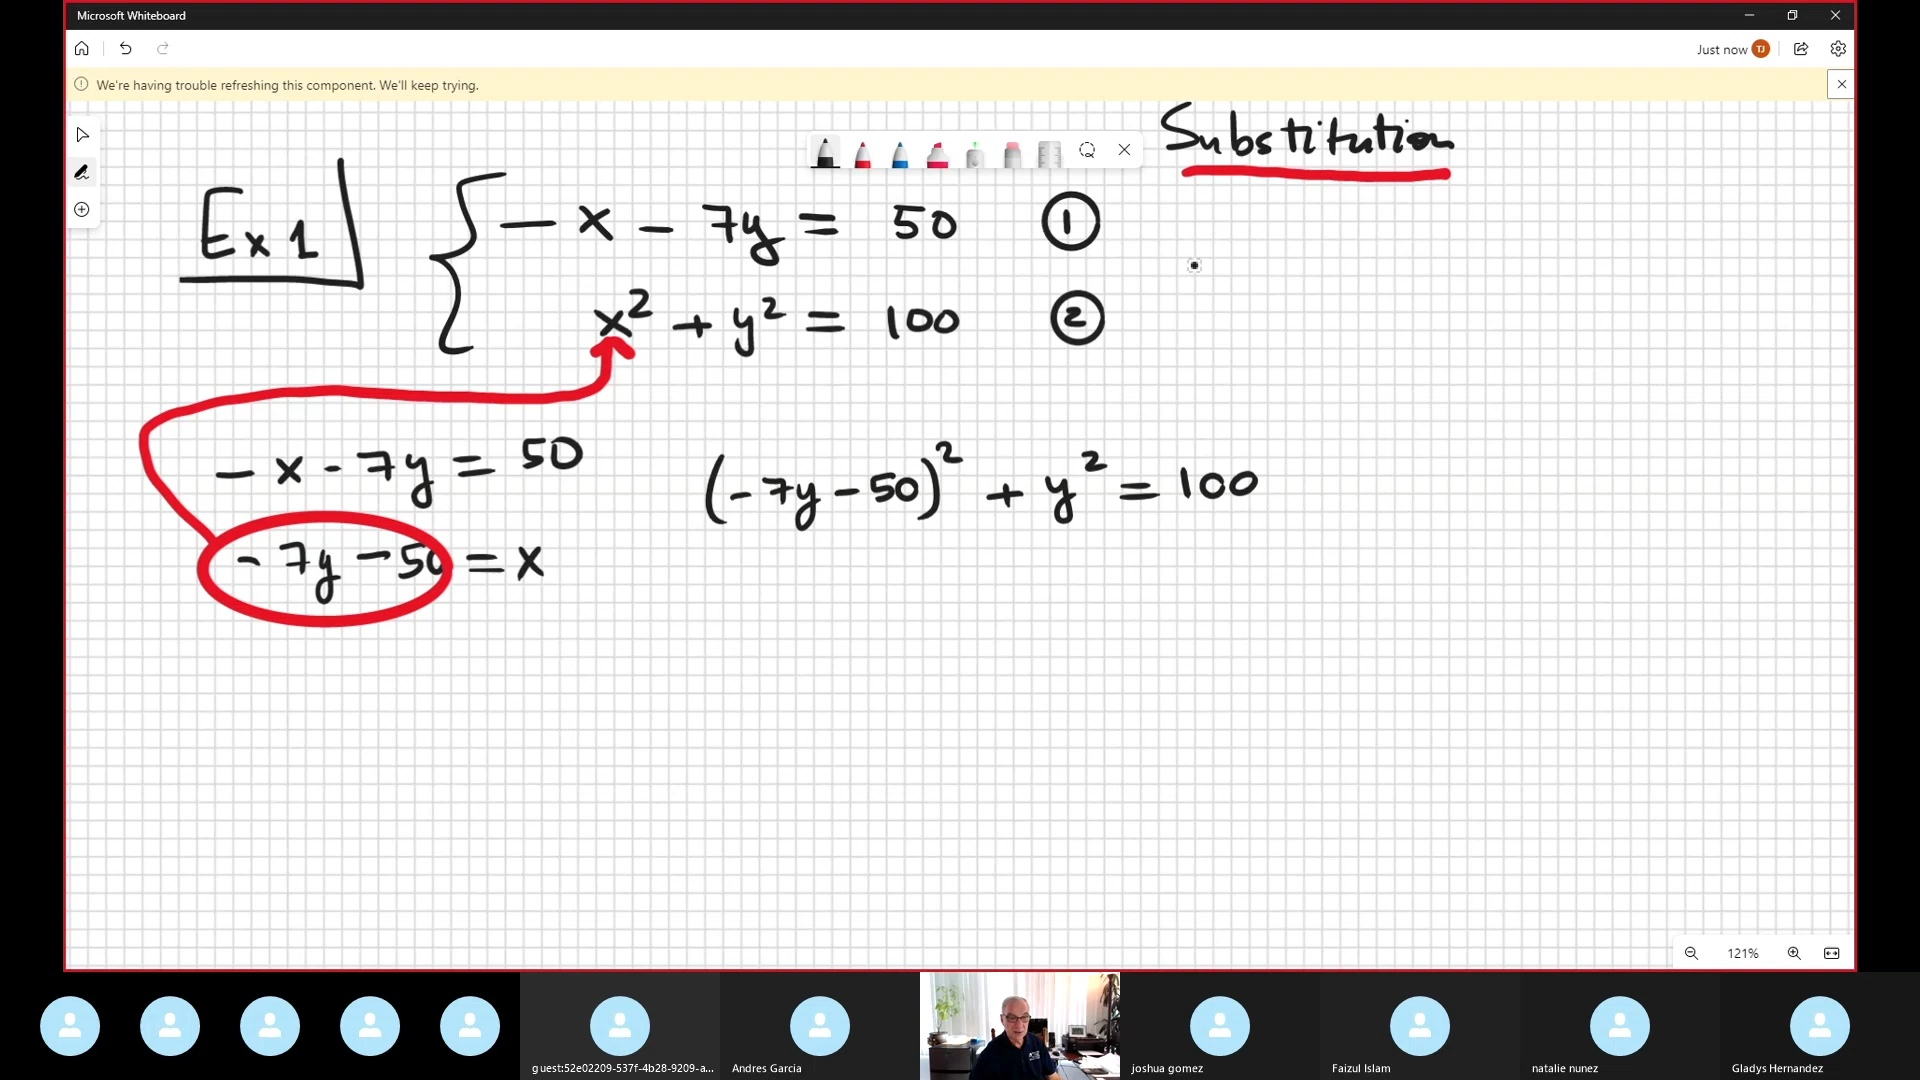 Microsoft Whiteboard
Just now TJ
We're having trouble refreshing this component. We'll keep trying.
Substitution
Ex 1
- x - 7y = 50 ①
x² + y² = 100 ②
- x - 7y = 50
(-7y - 50)² + y² = 100
- 7y - 50 = x
121%
guest:52e02209-537f-4b28-9209-a...
Andres Garcia
joshua gomez
Faizul Islam
natalie nunez
Gladys Hernandez